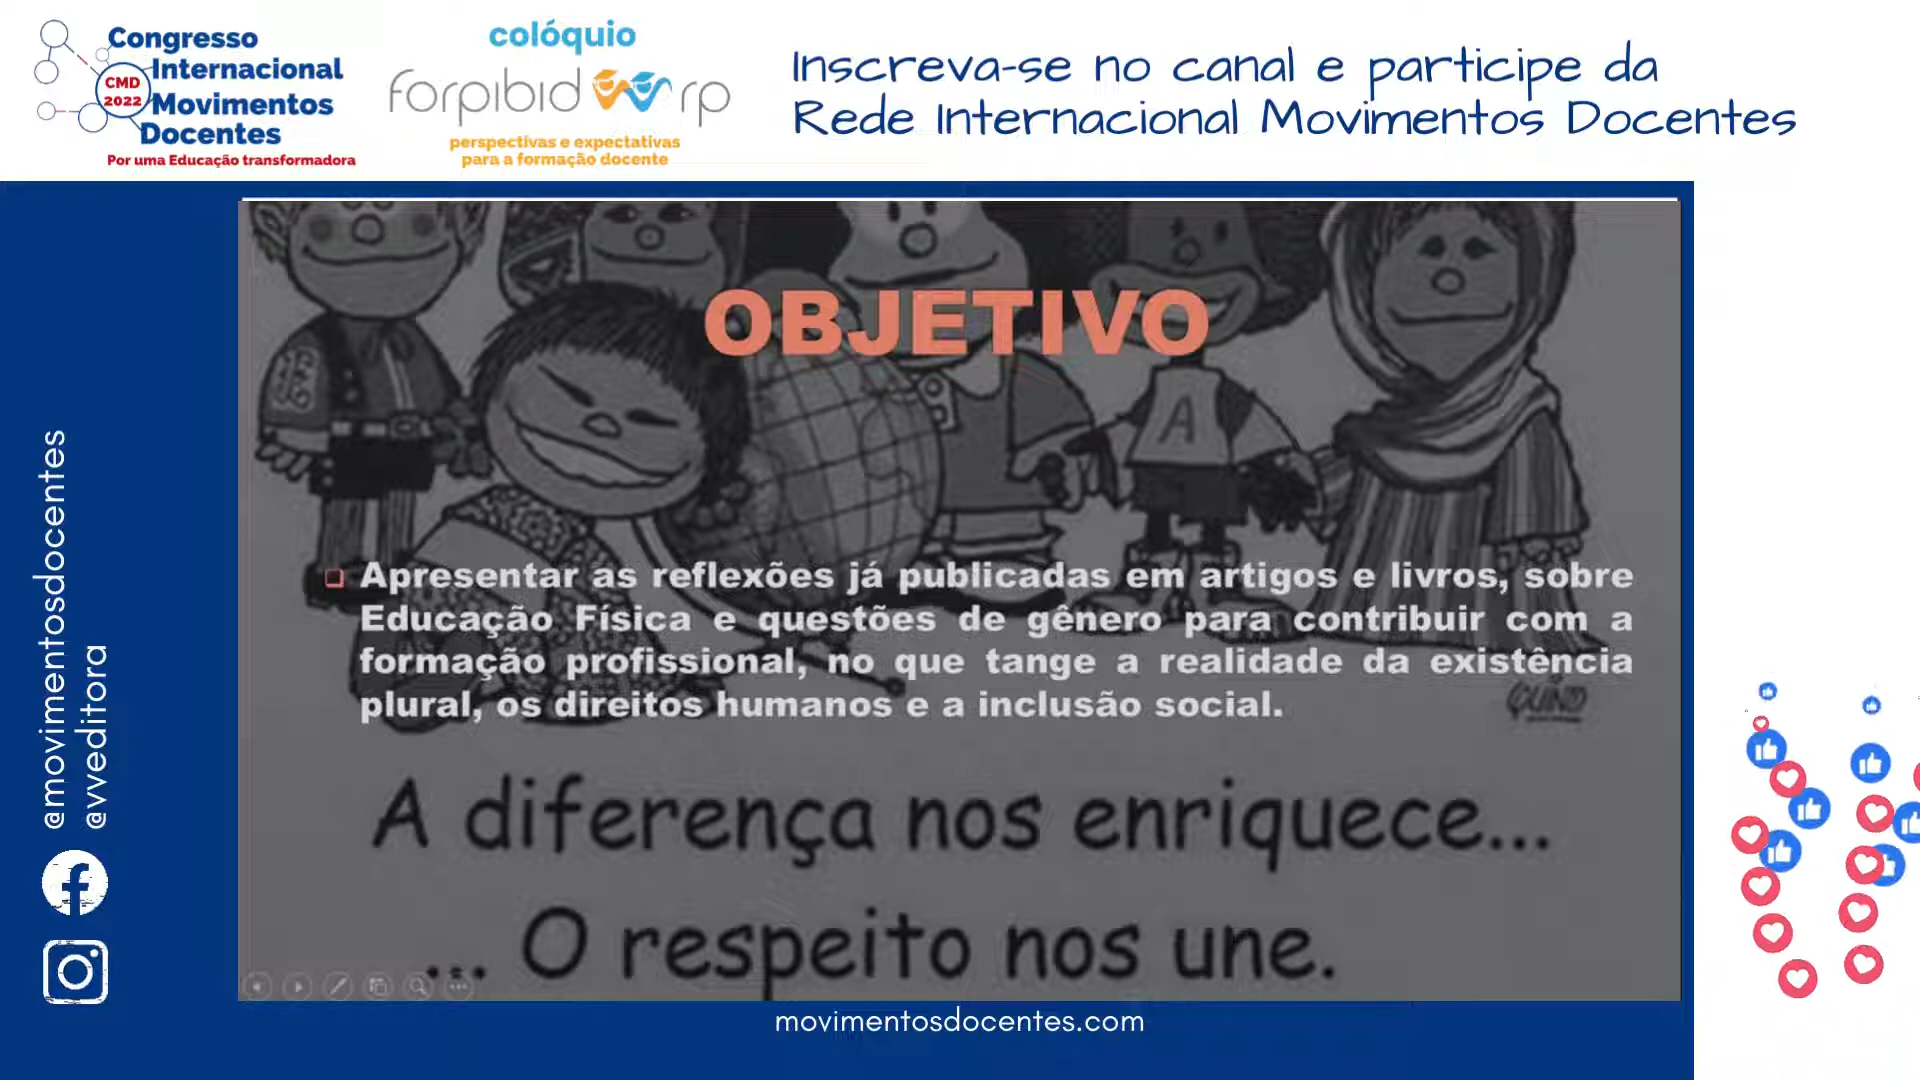 Congresso
Internacional
CMD
2022
Movimentos
Docentes
Por uma Educação transformadora
colóquio
forpibid rp
perspectivas e expectativas
para a formação docente
Inscreva-se no canal e participe da
Rede Internacional Movimentos Docentes
@movimentosdocentes
@vveditora
OBJETIVO
A
Apresentar as reflexões já publicadas em artigos e livros, sobre
Educação Física e questões de gênero para contribuir com a
formação profissional, no que tange a realidade da existência
plural, os direitos humanos e a inclusão social.
QUINO
A diferença nos enriquece...
... O respeito nos une.
movimentosdocentes.com